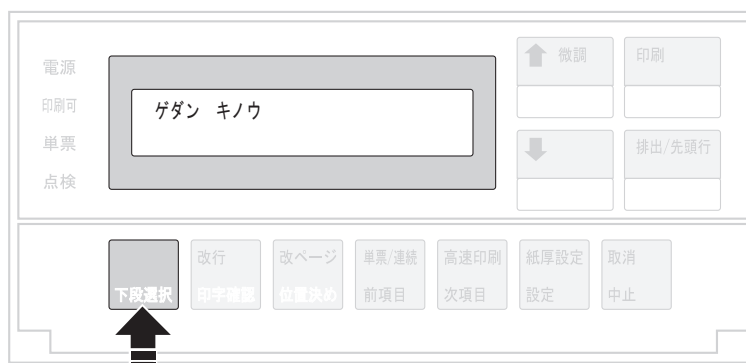 電源
印刷可
単票
点検
ゲダン キノウ
微調
印刷
排出/先頭行
下段選択
改行
印字確認
改ページ
位置決め
単票/連続
前項目
高速印刷
次項目
紙厚設定
設定
取消
中止